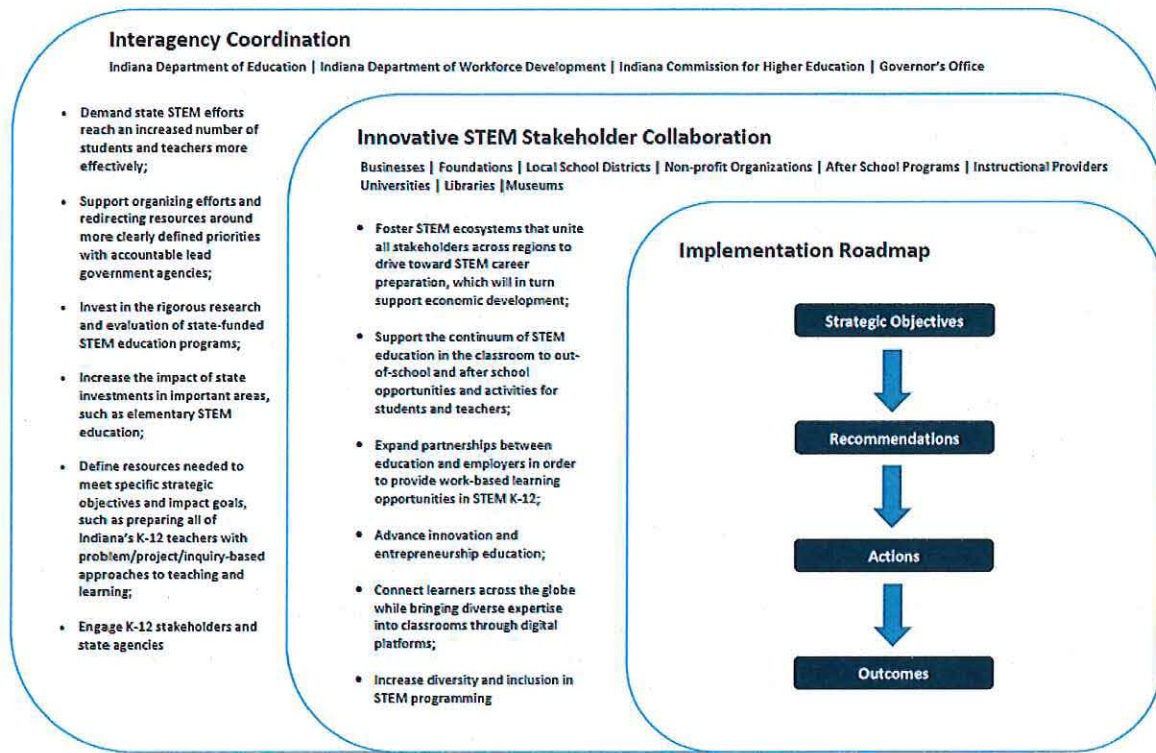 Interagency Coordination
Indiana Department of Education | Indiana Department of Workforce Development | Indiana Commission for Higher Education | Governor's Office
• Demand state STEM efforts
reach an increased number of
students and teachers more
effectively;
• Support organizing efforts and
redirecting resources around
more clearly defined priorities
with accountable lead
government agencies;
• Invest in the rigorous research
and evaluation of state-funded
STEM education programs;
• Increase the impact of state
investments in important areas,
such as elementary STEM
education;
• Define resources needed to
meet specific strategic
objectives and impact goals,
such as preparing all of
Indiana's K-12 teachers with
problem/project/inquiry-based
approaches to teaching and
learning;
• Engage K-12 stakeholders and
state agencies
Innovative STEM Stakeholder Collaboration
Businesses | Foundations | Local School Districts | Non-profit Organizations | After School Programs | Instructional Providers
Universities | Libraries |Museums
• Foster STEM ecosystems that unite
all stakeholders across regions to
drive toward STEM career
preparation, which will in turn
support economic development;
• Support the continuum of STEM
education in the classroom to out-
of-school and after school
opportunities and activities for
students and teachers;
• Expand partnerships between
education and employers in order
to provide work-based learning
opportunities in STEM K-12;
• Advance innovation and
entrepreneurship education;
• Connect learners across the globe
while bringing diverse expertise
into classrooms through digital
platforms;
• Increase diversity and inclusion in
STEM programming
Implementation Roadmap
Strategic Objectives
Recommendations
Actions
Outcomes